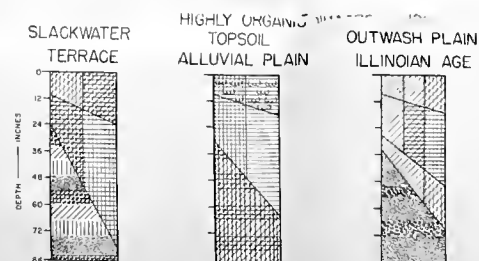 SLACKWATER
TERRACE
HIGHLY ORGANIC
TOPSOIL
ALLUVIAL PLAIN
OUTWASH PLAIN
ILLINOIAN AGE
DEPTH — INCHES
0
12
24
36
48
60
72
84